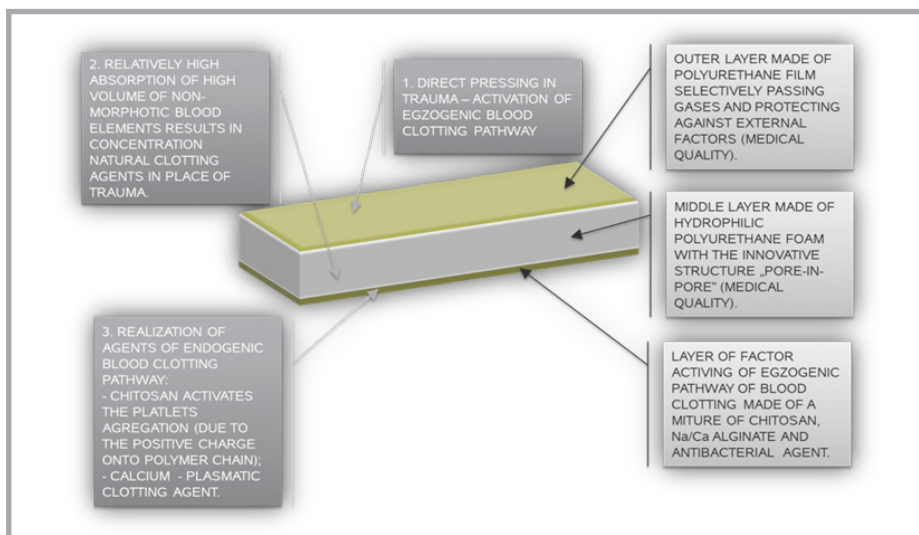 2. RELATIVELY HIGH
ABSORPTION OF HIGH
VOLUME OF NON-
MORPHOTIC BLOOD
ELEMENTS RESULTS IN
CONCENTRATION
NATURAL CLOTTING
AGENTS IN PLACE OF
TRAUMA.
1. DIRECT PRESSING IN
TRAUMA – ACTIVATION OF
EGZOGENIC BLOOD
CLOTTING PATHWAY
OUTER LAYER MADE OF
POLYURETHANE FILM
SELECTIVELY PASSING
GASES AND PROTECTING
AGAINST EXTERNAL
FACTORS (MEDICAL
QUALITY).
MIDDLE LAYER MADE OF
HYDROPHILIC
POLYURETHANE FOAM
WITH THE INNOVATIVE
STRUCTURE „PORE-IN-
PORE” (MEDICAL
QUALITY).
3. REALIZATION OF
AGENTS OF ENDOGENIC
BLOOD CLOTTING
PATHWAY:
- CHITOSAN ACTIVATES
THE PLATLETS
AGREGATION (DUE TO
THE POSITIVE CHARGE
ONTO POLYMER CHAIN);
- CALCIUM - PLASMATIC
CLOTTING AGENT.
LAYER OF FACTOR
ACTIVING OF EGZOGENIC
PATHWAY OF BLOOD
CLOTTING MADE OF A
MITURE OF CHITOSAN,
Na/Ca ALGINATE AND
ANTIBACTERIAL AGENT.